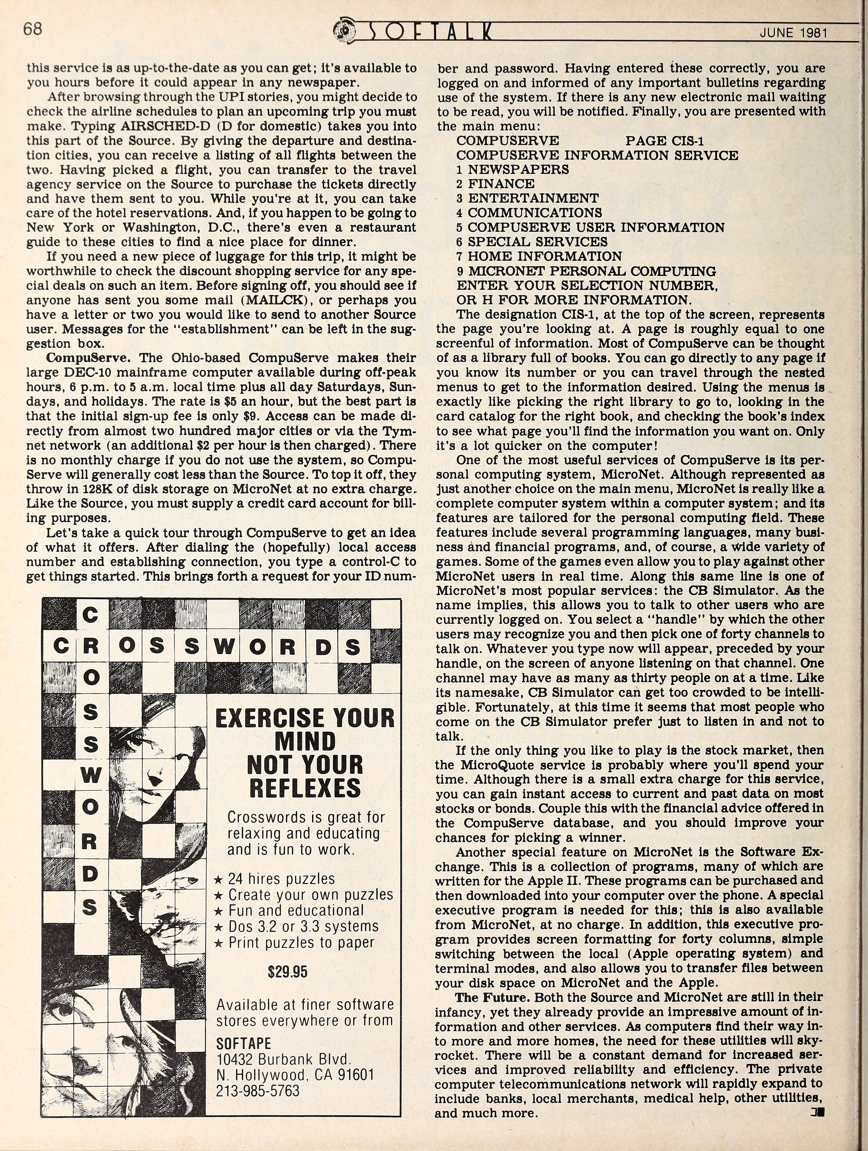 68
SOFTALK
JUNE 1981
this service is as up-to-date as you can get; it's available to
you hours before it could appear in any newspaper.
After browsing through the UPI stories, you might decide to
check the airline schedules to plan an upcoming trip you must
make. Typing AIRSCHED-D (D for domestic) takes you into
this part of the Source. By giving the departure and destina-
tion cities, you can receive a listing of all flights between the
two. Having picked a flight, you can transfer to the travel
agency service on the Source to purchase the tickets directly
and have them sent to you. While you're at it, you can take
care of the hotel reservations. And, if you happen to be going to
New York or Washington, D.C., there's even a restaurant
guide to these cities to find a nice place for dinner.
If you need a new piece of luggage for this trip, it might be
worthwhile to check the discount shopping service for any spe-
cial deals on such an item. Before signing off, you should see if
anyone has sent you some mail (MAILCK), or perhaps you
have a letter or two you would like to send to another Source
user. Messages for the "establishment" can be left in the sug-
gestion box.
CompuServe. The Ohio-based CompuServe makes their
large DEC-10 mainframe computer available during off-peak
hours, 6 p.m. to 5 a.m. local time plus all day Saturdays, Sun-
days, and holidays. The rate is $5 an hour, but the best part is
that the initial sign-up fee is only $9. Access can be made di-
rectly from almost two hundred major cities or via the Tym-
net network (an additional $2 per hour is then charged). There
is no monthly charge if you do not use the system, so Compu-
Serve will generally cost less than the Source. To top it off, they
throw in 128K of disk storage on MicroNet at no extra charge.
Like the Source, you must supply a credit card account for bill-
ing purposes.
Let's take a quick tour through CompuServe to get an idea
of what it offers. After dialing the (hopefully) local access
number and establishing connection, you type a control-C to
get things started. This brings forth a request for your ID num-
CROSSWORDS
CROSSWORDS
EXERCISE YOUR
MIND
NOT YOUR
REFLEXES
Crosswords is great for
relaxing and educating
and is fun to work.
★ 24 hires puzzles
★ Create your own puzzles
★ Fun and educational
★ Dos 3.2 or 3.3 systems
★ Print puzzles to paper
$29.95
Available at finer software
stores everywhere or from
SOFTAPE
10432 Burbank Blvd.
N. Hollywood, CA 91601
213-985-5763
ber and password. Having entered these correctly, you are
logged on and informed of any important bulletins regarding
use of the system. If there is any new electronic mail waiting
to be read, you will be notified. Finally, you are presented with
the main menu:
COMPUSERVE PAGE CIS-1
COMPUSERVE INFORMATION SERVICE
1 NEWSPAPERS
2 FINANCE
3 ENTERTAINMENT
4 COMMUNICATIONS
5 COMPUSERVE USER INFORMATION
6 SPECIAL SERVICES
7 HOME INFORMATION
9 MICRONET PERSONAL COMPUTING
ENTER YOUR SELECTION NUMBER,
OR H FOR MORE INFORMATION.
The designation CIS-1, at the top of the screen, represents
the page you're looking at. A page is roughly equal to one
screenful of information. Most of CompuServe can be thought
of as a library full of books. You can go directly to any page if
you know its number or you can travel through the nested
menus to get to the information desired. Using the menus is
exactly like picking the right library to go to, looking in the
card catalog for the right book, and checking the book's index
to see what page you'll find the information you want on. Only
it's a lot quicker on the computer!
One of the most useful services of CompuServe is its per-
sonal computing system, MicroNet. Although represented as
just another choice on the main menu, MicroNet is really like a
complete computer system within a computer system; and its
features are tailored for the personal computing field. These
features include several programming languages, many busi-
ness and financial programs, and, of course, a wide variety of
games. Some of the games even allow you to play against other
MicroNet users in real time. Along this same line is one of
MicroNet's most popular services: the CB Simulator. As the
name implies, this allows you to talk to other users who are
currently logged on. You select a "handle" by which the other
users may recognize you and then pick one of forty channels to
talk on. Whatever you type now will appear, preceded by your
handle, on the screen of anyone listening on that channel. One
channel may have as many as thirty people on at a time. Like
its namesake, CB Simulator can get too crowded to be intelli-
gible. Fortunately, at this time it seems that most people who
come on the CB Simulator prefer just to listen in and not to
talk.
If the only thing you like to play is the stock market, then
the MicroQuote service is probably where you'll spend your
time. Although there is a small extra charge for this service,
you can gain instant access to current and past data on most
stocks or bonds. Couple this with the financial advice offered in
the CompuServe database, and you should improve your
chances for picking a winner.
Another special feature on MicroNet is the Software Ex-
change. This is a collection of programs, many of which are
written for the Apple II. These programs can be purchased and
then downloaded into your computer over the phone. A special
executive program is needed for this; this is also available
from MicroNet, at no charge. In addition, this executive pro-
gram provides screen formatting for forty columns, simple
switching between the local (Apple operating system) and
terminal modes, and also allows you to transfer files between
your disk space on MicroNet and the Apple.
The Future. Both the Source and MicroNet are still in their
infancy, yet they already provide an impressive amount of in-
formation and other services. As computers find their way in-
to more and more homes, the need for these utilities will sky-
rocket. There will be a constant demand for increased ser-
vices and improved reliability and efficiency. The private
computer telecommunications network will rapidly expand to
include banks, local merchants, medical help, other utilities,
and much more.